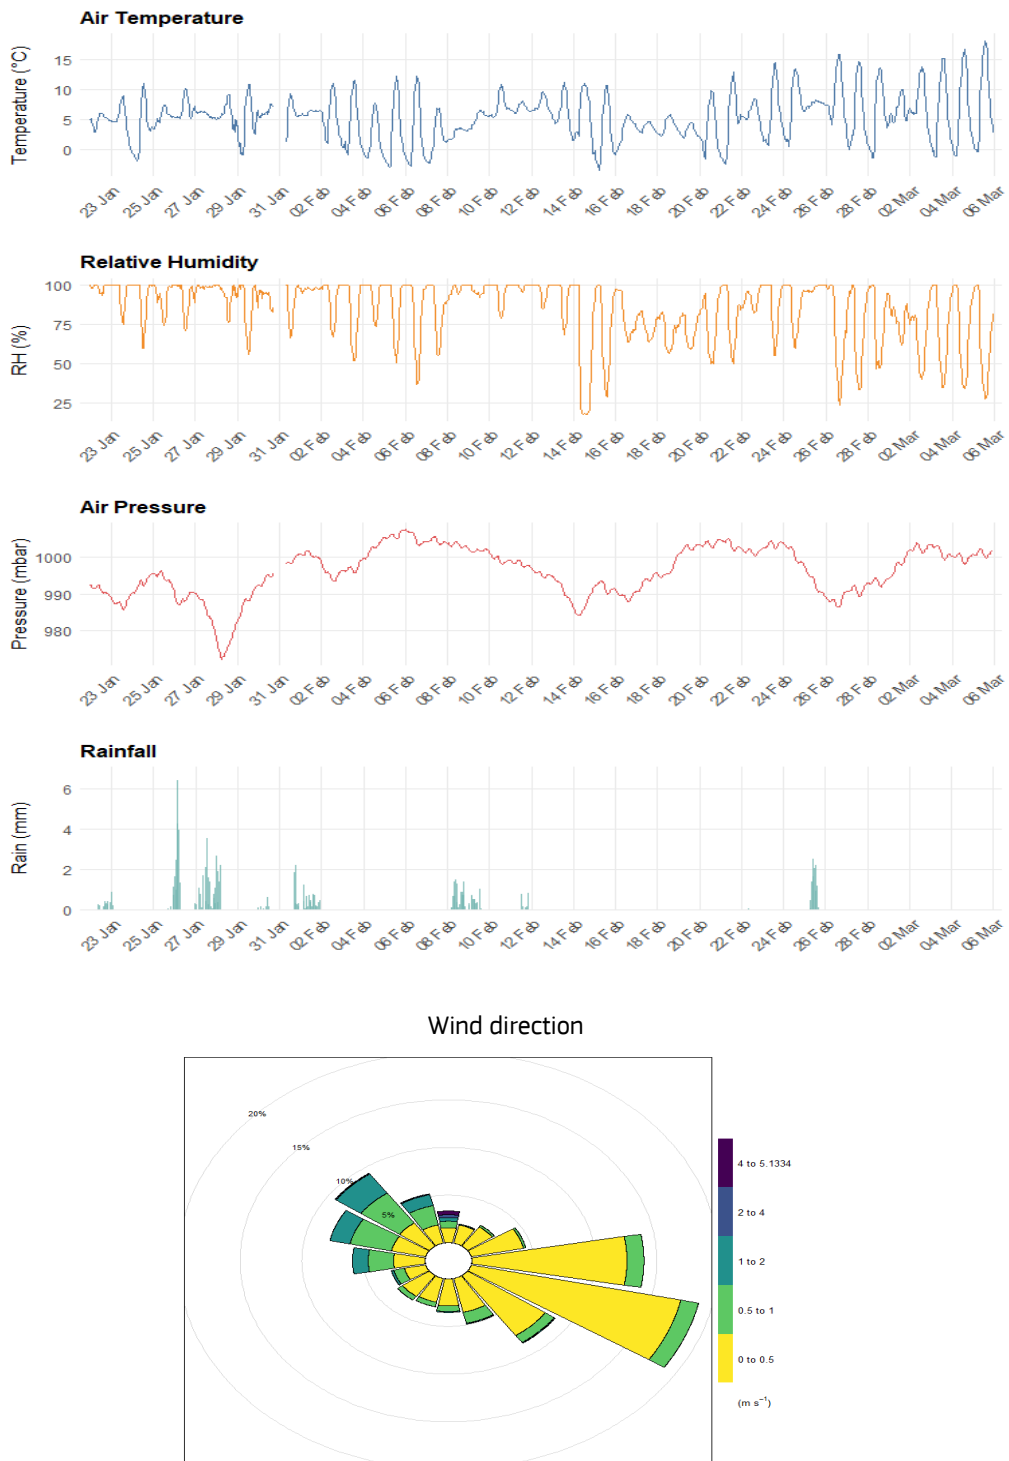 Air Temperature
Temperature (°C)
15
10
5
0
23 Jan 25 Jan 27 Jan 29 Jan 31 Jan 02 Feb 04 Feb 06 Feb 08 Feb 10 Feb 12 Feb 14 Feb 16 Feb 18 Feb 20 Feb 22 Feb 24 Feb 26 Feb 28 Feb 02 Mar 04 Mar 06 Mar
Relative Humidity
RH (%)
100
75
50
25
23 Jan 25 Jan 27 Jan 29 Jan 31 Jan 02 Feb 04 Feb 06 Feb 08 Feb 10 Feb 12 Feb 14 Feb 16 Feb 18 Feb 20 Feb 22 Feb 24 Feb 26 Feb 28 Feb 02 Mar 04 Mar 06 Mar
Air Pressure
Pressure (mbar)
1000
990
980
23 Jan 25 Jan 27 Jan 29 Jan 31 Jan 02 Feb 04 Feb 06 Feb 08 Feb 10 Feb 12 Feb 14 Feb 16 Feb 18 Feb 20 Feb 22 Feb 24 Feb 26 Feb 28 Feb 02 Mar 04 Mar 06 Mar
Rainfall
Rain (mm)
6
4
2
0
23 Jan 25 Jan 27 Jan 29 Jan 31 Jan 02 Feb 04 Feb 06 Feb 08 Feb 10 Feb 12 Feb 14 Feb 16 Feb 18 Feb 20 Feb 22 Feb 24 Feb 26 Feb 28 Feb 02 Mar 04 Mar 06 Mar
Wind direction
20%
15%
10%
5%
4 to 5.1334
2 to 4
1 to 2
0.5 to 1
0 to 0.5
(m s⁻¹)